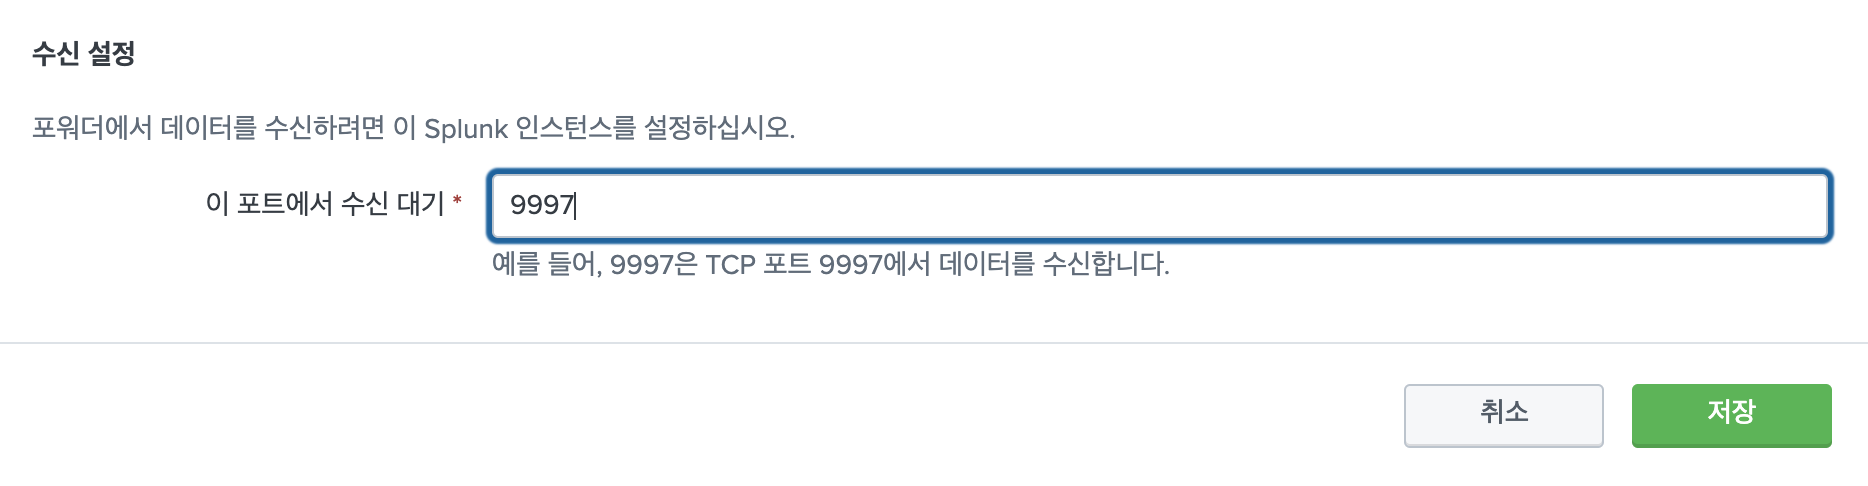 수신 설정
포워더에서 데이터를 수신하려면 이 Splunk 인스턴스를 설정하십시오.
이 포트에서 수신 대기 * 9997
예를 들어, 9997은 TCP 포트 9997에서 데이터를 수신합니다.
취소 저장